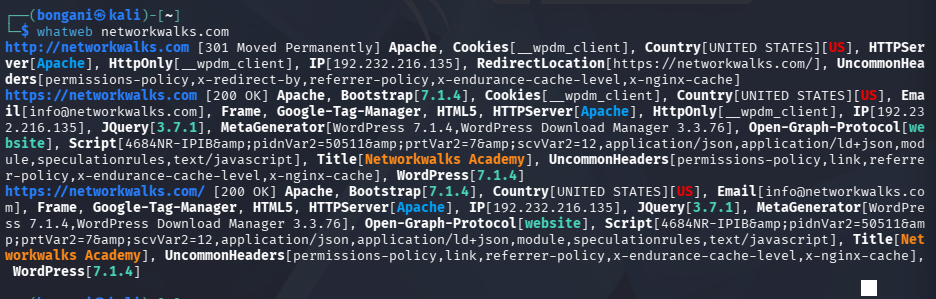 ┌──(bongani㉿kali)-[~]
└─$ whatweb networkwalks.com
http://networkwalks.com [301 Moved Permanently] Apache, Cookies[__wpdm_client], Country[UNITED STATES][US], HTTPSer
ver[Apache], HttpOnly[__wpdm_client], IP[192.232.216.135], RedirectLocation[https://networkwalks.com/], UncommonHea
ders[permissions-policy,x-redirect-by,referrer-policy,x-endurance-cache-level,x-nginx-cache]
https://networkwalks.com [200 OK] Apache, Bootstrap[7.1.4], Cookies[__wpdm_client], Country[UNITED STATES][US], Ema
il[info@networkwalks.com], Frame, Google-Tag-Manager, HTML5, HTTPServer[Apache], HttpOnly[__wpdm_client], IP[192.23
2.216.135], JQuery[3.7.1], MetaGenerator[WordPress 7.1.4,WordPress Download Manager 3.3.76], Open-Graph-Protocol[we
bsite], Script[4684NR-IPIB&amp;pidnVar2=50511&amp;prtVar2=7&amp;scvVar2=12,application/json,application/ld+json,mod
ule,speculationrules,text/javascript], Title[Networkwalks Academy], UncommonHeaders[permissions-policy,link,referre
r-policy,x-endurance-cache-level,x-nginx-cache], WordPress[7.1.4]
https://networkwalks.com/ [200 OK] Apache, Bootstrap[7.1.4], Country[UNITED STATES][US], Email[info@networkwalks.co
m], Frame, Google-Tag-Manager, HTML5, HTTPServer[Apache], IP[192.232.216.135], JQuery[3.7.1], MetaGenerator[WordPre
ss 7.1.4,WordPress Download Manager 3.3.76], Open-Graph-Protocol[website], Script[4684NR-IPIB&amp;pidnVar2=50511&am
p;prtVar2=7&amp;scvVar2=12,application/json,application/ld+json,module,speculationrules,text/javascript], Title[Net
workwalks Academy], UncommonHeaders[permissions-policy,link,referrer-policy,x-endurance-cache-level,x-nginx-cache],
WordPress[7.1.4]